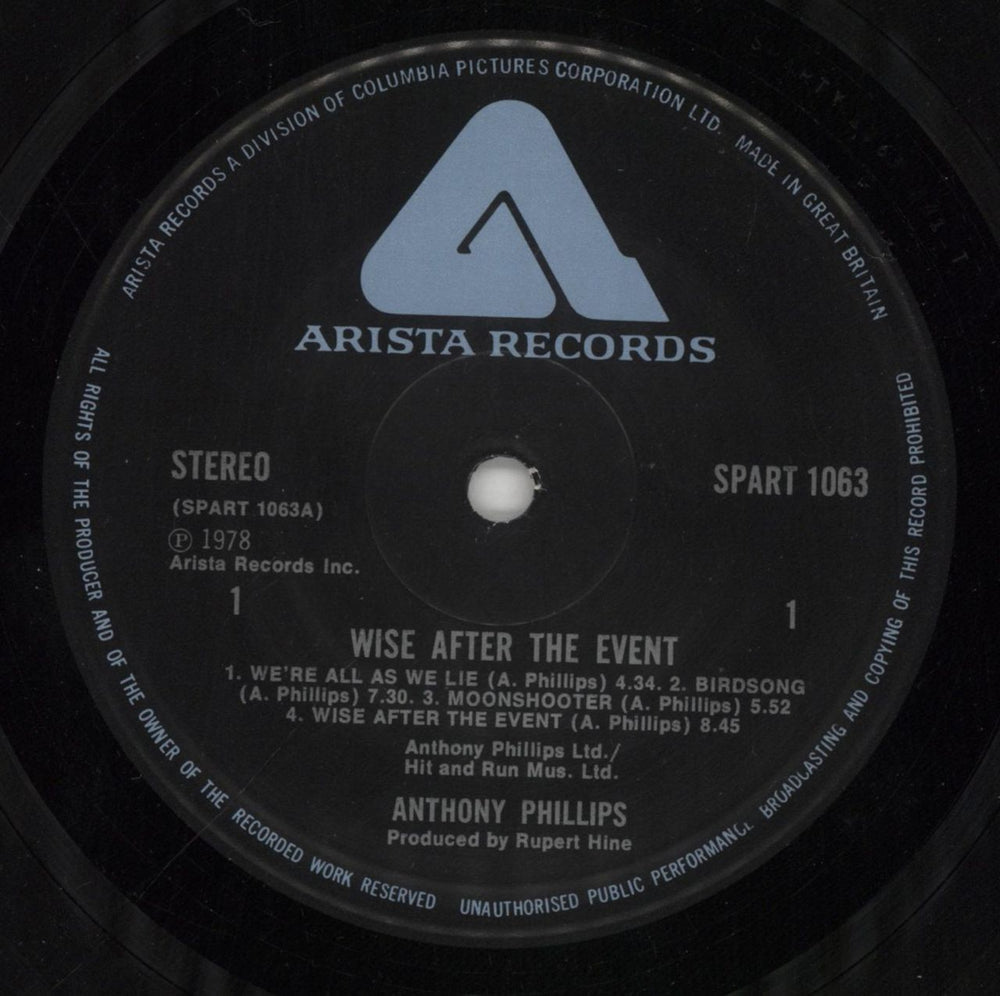 ARISTA RECORDS A DIVISION OF COLUMBIA PICTURES CORPORATION LTD. MADE IN GREAT BRITAIN
ARISTA RECORDS
STEREO
SPART 1063
(SPART 1063A)
℗ 1978
Arista Records Inc.
1
1
WISE AFTER THE EVENT
1. WE'RE ALL AS WE LIE (A. Phillips) 4.34. 2. BIRDSONG
(A. Phillips) 7.30. 3. MOONSHOOTER (A. Phillips) 5.52
4. WISE AFTER THE EVENT (A. Phillips) 8.45
Anthony Phillips Ltd./
Hit and Run Mus. Ltd.
ANTHONY PHILLIPS
Produced by Rupert Hine
ALL RIGHTS OF THE PRODUCER AND OF THE OWNER OF THE RECORDED WORK RESERVED
UNAUTHORISED PUBLIC PERFORMANCE BROADCASTING AND COPYING OF THIS RECORD PROHIBITED